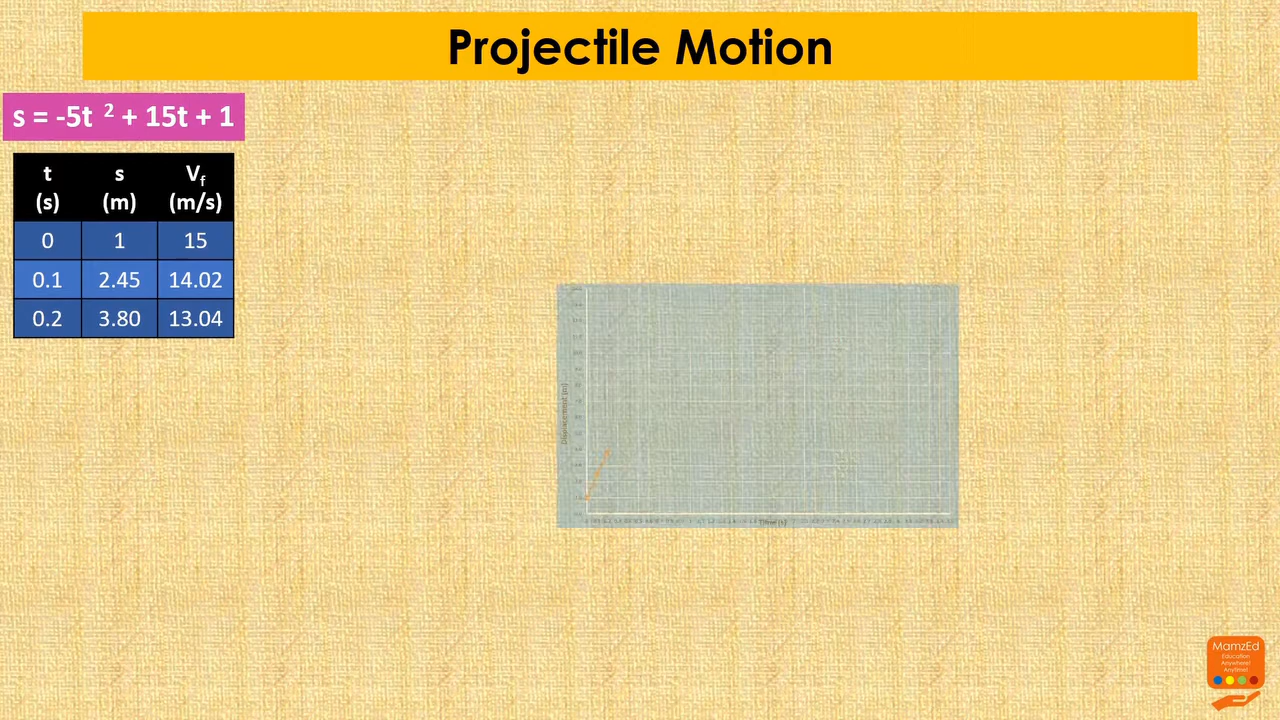 Projectile Motion
s = -5t ² + 15t + 1
t s Vf
(s) (m) (m/s)
0 1 15
0.1 2.45 14.02
0.2 3.80 13.04
Displacement (m)
Time (s)
MamzEd
Education
Anywhere!
Anytime!